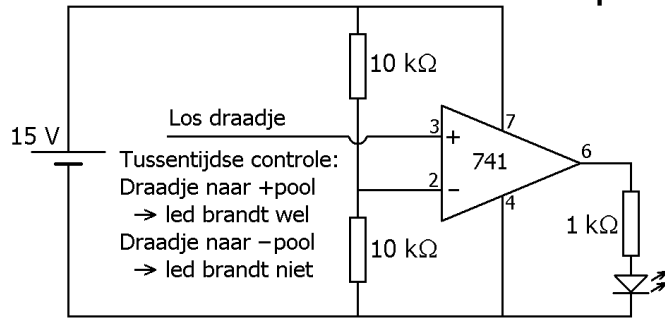 10 kΩ
Los draadje
15 V
Tussentijdse controle:
Draadje naar +pool
→ led brandt wel
Draadje naar –pool
→ led brandt niet
3
+
7
741
6
2
–
4
10 kΩ
1 kΩ